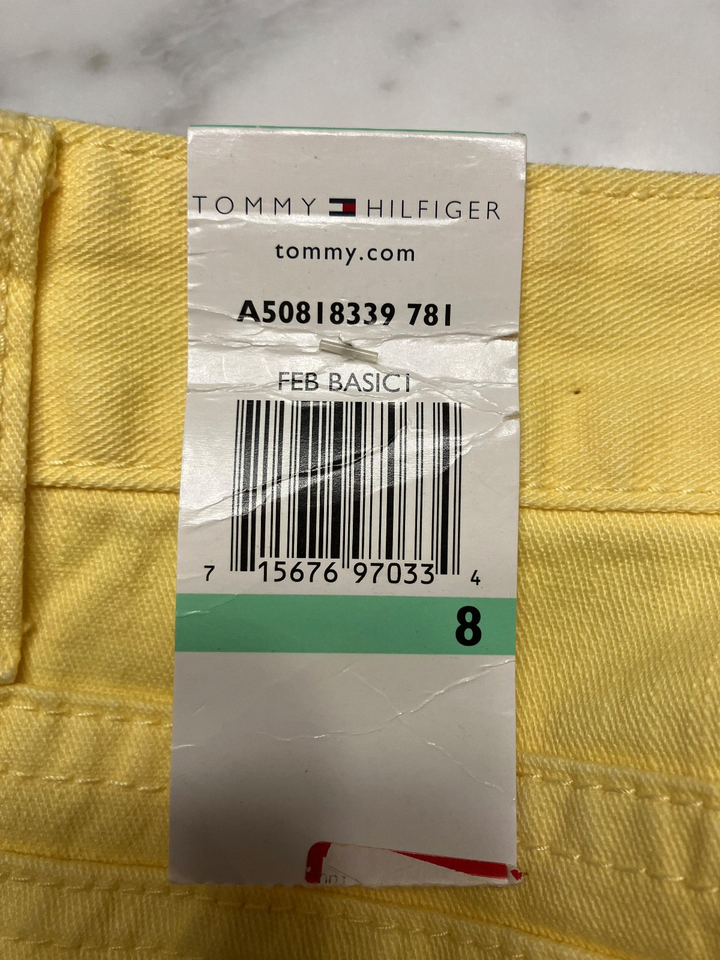 TOMMY HILFIGER
tommy.com
A50818339 781
FEB BASIC1
7 15676 97033 4
8